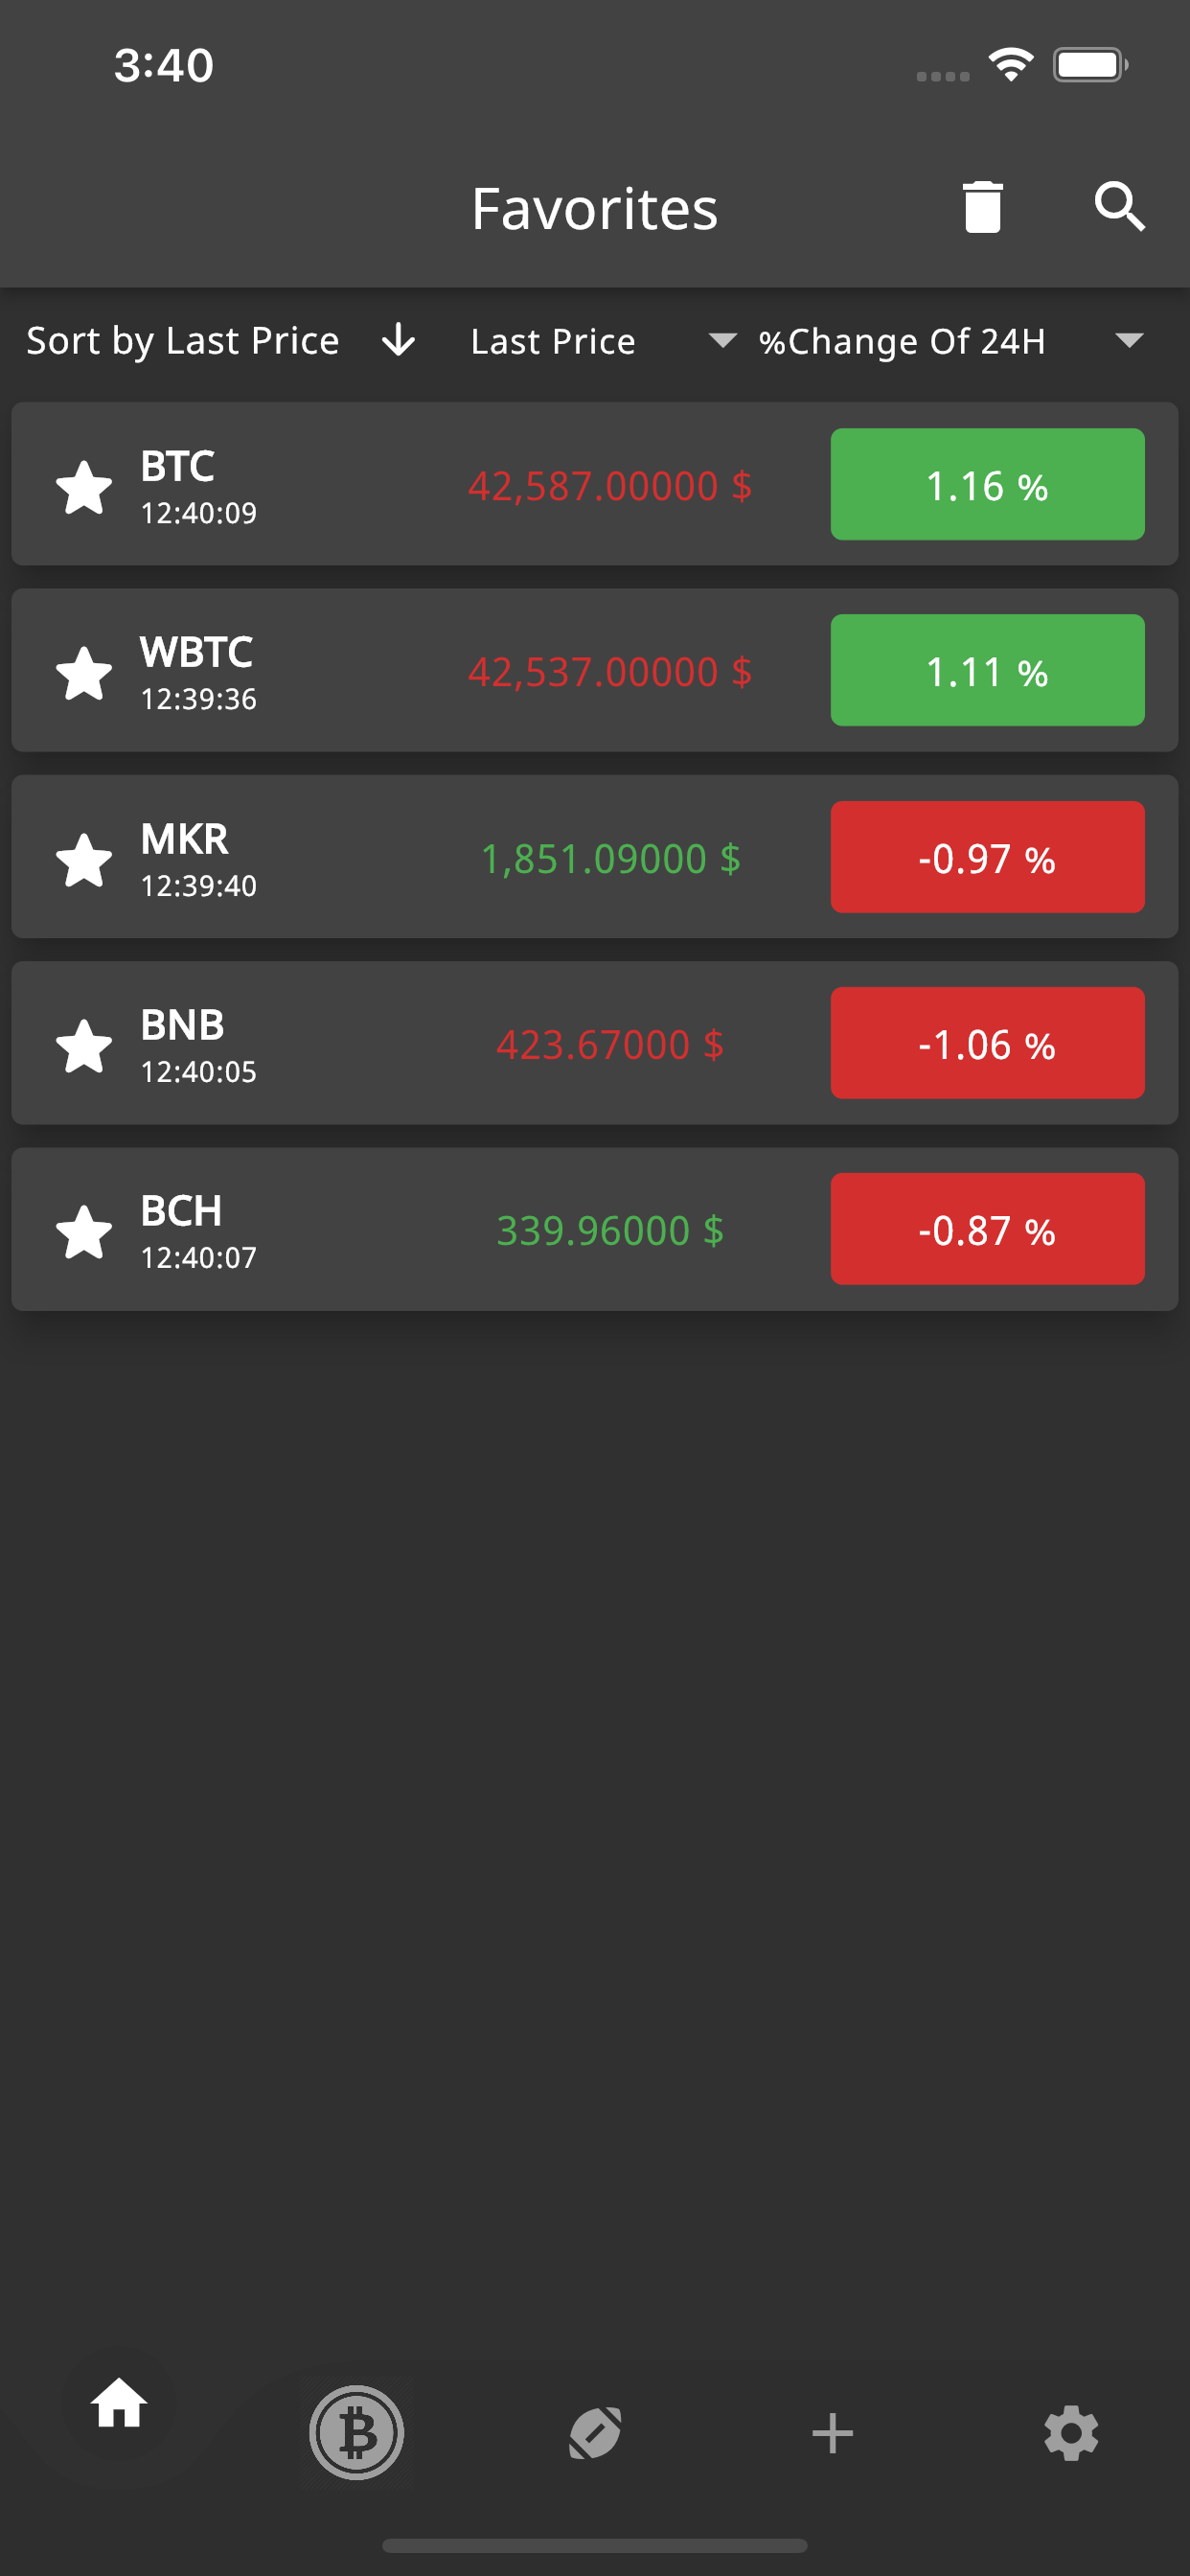 3:40
Favorites
Sort by Last Price Last Price %Change Of 24H
BTC
12:40:09
42,587.00000 $
1.16 %
WBTC
12:39:36
42,537.00000 $
1.11 %
MKR
12:39:40
1,851.09000 $
-0.97 %
BNB
12:40:05
423.67000 $
-1.06 %
BCH
12:40:07
339.96000 $
-0.87 %